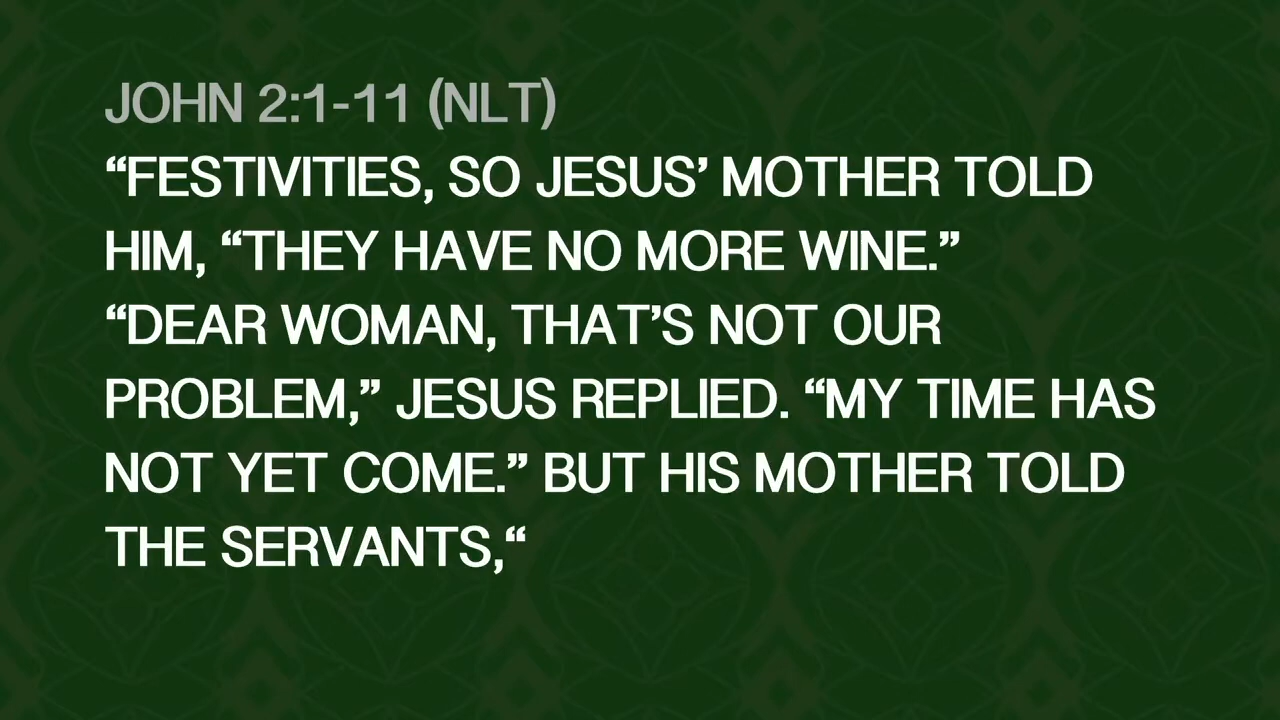 JOHN 2:1-11 (NLT)
“FESTIVITIES, SO JESUS’ MOTHER TOLD
HIM, “THEY HAVE NO MORE WINE.”
“DEAR WOMAN, THAT’S NOT OUR
PROBLEM,” JESUS REPLIED. “MY TIME HAS
NOT YET COME.” BUT HIS MOTHER TOLD
THE SERVANTS,“